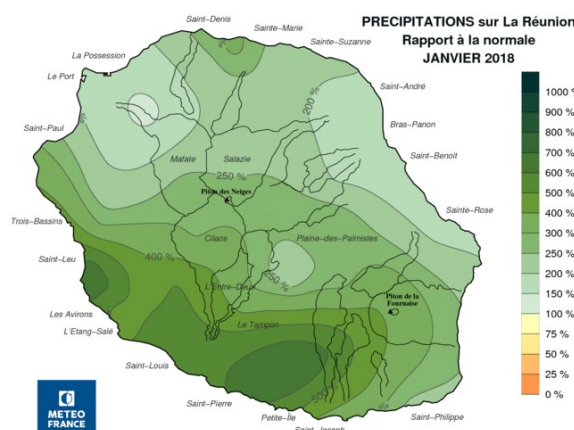 PRECIPITATIONS sur La Réunion
Rapport à la normale
JANVIER 2018
Saint-Denis
Sainte-Marie
Sainte-Suzanne
La Possession
Le Port
Saint-André
Bras-Panon
Saint-Paul
Saint-Benoit
200 %
Mafate
Salazie
250 %
Piton des Neiges
Sainte-Rose
Trois-Bassins
Cilaos
Plaine-des-Palmistes
400 %
Saint-Leu
250 %
L'Entre-Deux
Piton de la
Fournaise
Les Avirons
Le Tampon
L'Etang-Salé
Saint-Louis
500 %
Saint-Pierre
Petite-Île
Saint-Philippe
Saint-Joseph
1000 %
900 %
800 %
700 %
600 %
500 %
400 %
300 %
250 %
200 %
150 %
100 %
75 %
50 %
25 %
0 %
METEO
FRANCE